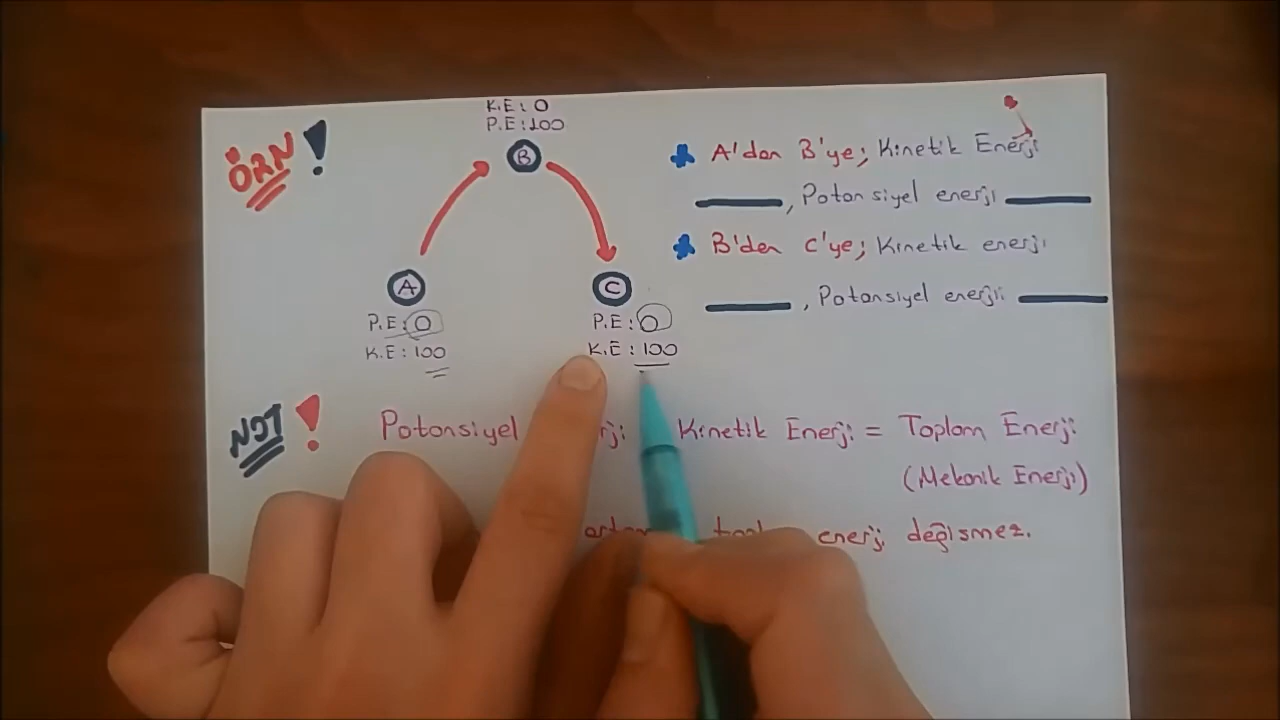 ÖRN!
K.E: 0
P.E:100
B
A
P.E: 0
K.E: 100
C
P.E: 0
K.E: 100
A'dan B'ye; Kinetik Enerji
, Potansiyel enerji
B'den C'ye; Kinetik enerji
, Potansiyel enerji
NOT!
Potansiyel Kinetik Enerji = Toplam Enerji
(Mekanik Enerji)
enerji değişmez.